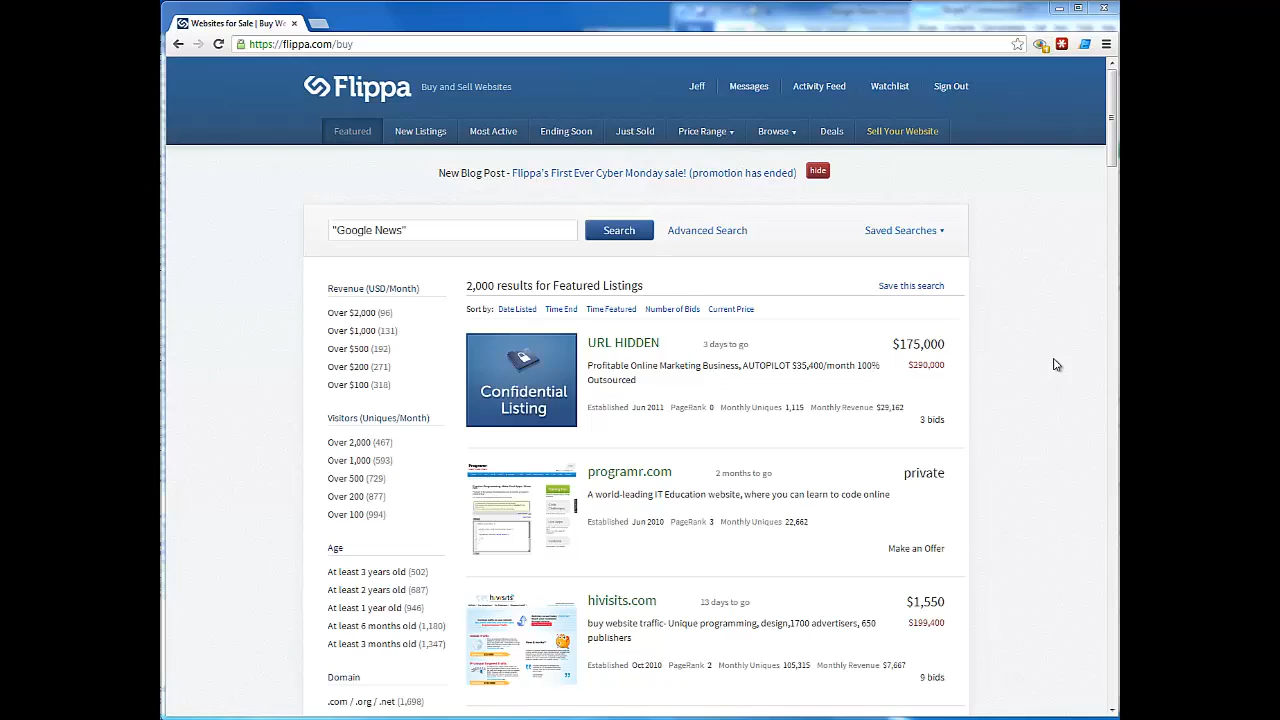 Websites for Sale | Buy We
https://flippa.com/buy
Flippa
Buy and Sell Websites
Jeff
Messages
Activity Feed
Watchlist
Sign Out
Featured
New Listings
Most Active
Ending Soon
Just Sold
Price Range
Browse
Deals
Sell Your Website
New Blog Post - Flippa's First Ever Cyber Monday sale! (promotion has ended)
hide
"Google News"
Search
Advanced Search
Saved Searches
Revenue (USD/Month)
Over $2,000 (96)
Over $1,000 (131)
Over $500 (192)
Over $200 (271)
Over $100 (318)
Visitors (Uniques/Month)
Over 2,000 (467)
Over 1,000 (593)
Over 500 (729)
Over 200 (877)
Over 100 (994)
Age
At least 3 years old (502)
At least 2 years old (687)
At least 1 year old (946)
At least 6 months old (1,180)
At least 3 months old (1,347)
Domain
.com / .org / .net (1,698)
2,000 results for Featured Listings
Save this search
Sort by: Date Listed Time End Time Featured Number of Bids Current Price
Confidential
Listing
URL HIDDEN
3 days to go
$175,000
Profitable Online Marketing Business, AUTOPILOT $35,400/month 100%
Outsourced
$290,000
Established Jun 2011 PageRank 0 Monthly Uniques 1,115 Monthly Revenue $29,162
3 bids
programr.com
2 months to go
private
A world-leading IT Education website, where you can learn to code online
Established Jun 2010 PageRank 3 Monthly Uniques 22,662
Make an Offer
hivisits.com
13 days to go
$1,550
buy website traffic- Unique programming, design,1700 advertisers, 650
publishers
$199,400
Established Oct 2010 PageRank 2 Monthly Uniques 105,315 Monthly Revenue
9 bids